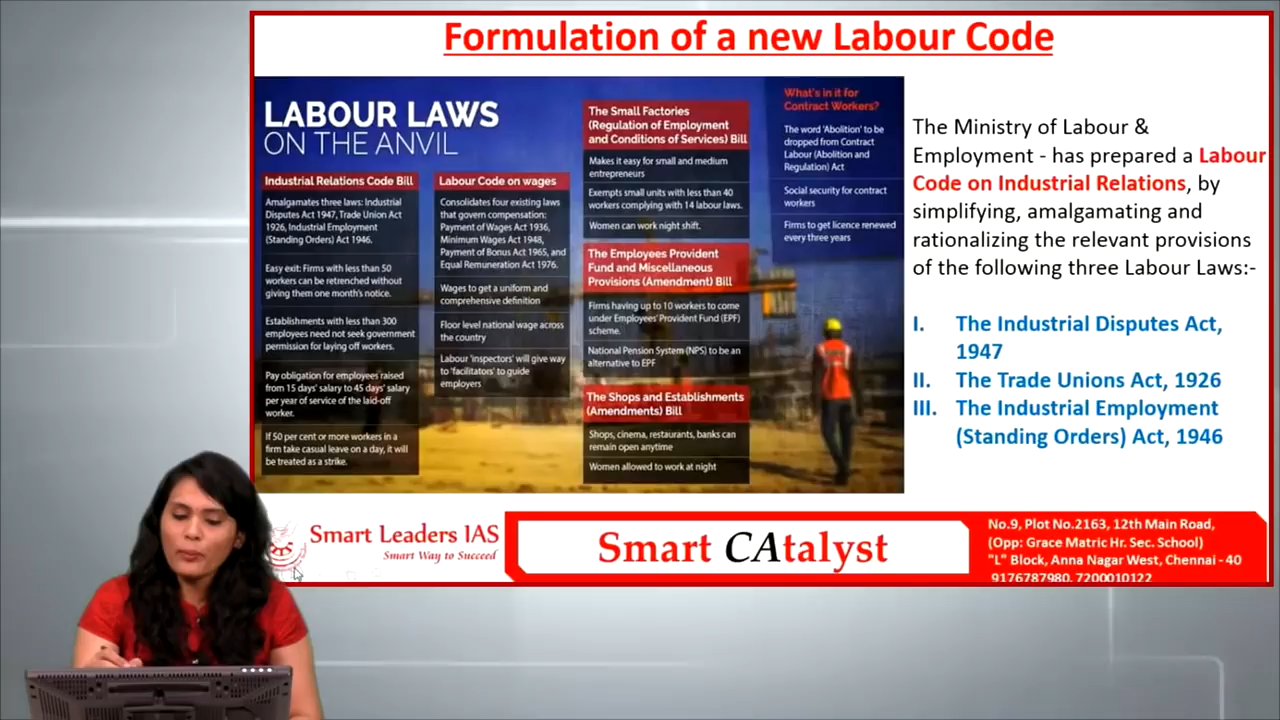 Formulation of a new Labour Code
LABOUR LAWS
ON THE ANVIL
Industrial Relations Code Bill
Amalgamates three laws: Industrial
Disputes Act 1947, Trade Union Act
1926, Industrial Employment
(Standing Orders) Act 1946.
Easy exit: Firms with less than 50
workers can be retrenched without
giving them one month's notice.
Establishments with less than 300
employees need not seek government
permission for laying off workers.
Pay obligation for employees raised
from 15 days' salary to 45 days' salary
per year of service of the laid-off
worker.
If 50 per cent or more workers in a
firm take casual leave on a day, it will
be treated as a strike.
Labour Code on wages
Consolidates four existing laws
that govern compensation:
Payment of Wages Act 1936,
Minimum Wages Act 1948,
Payment of Bonus Act 1965, and
Equal Remuneration Act 1976.
Wages to get a uniform and
comprehensive definition
Floor level national wage across
the country
Labour 'inspectors' will give way
to 'facilitators' to guide
employers
The Small Factories
(Regulation of Employment
and Conditions of Services) Bill
Makes it easy for small and medium
entrepreneurs
Exempts small units with less than 40
workers complying with 14 labour laws.
Women can work night shift.
The Employees Provident
Fund and Miscellaneous
Provisions (Amendment) Bill
Firms having up to 10 workers to come
under Employees' Provident Fund (EPF)
scheme.
National Pension System (NPS) to be an
alternative to EPF
The Shops and Establishments
(Amendments) Bill
Shops, cinema, restaurants, banks can
remain open anytime
Women allowed to work at night
What's in it for
Contract Workers?
The word 'Abolition' to be
dropped from Contract
Labour (Abolition and
Regulation) Act
Social security for contract
workers
Firms to get licence renewed
every three years
The Ministry of Labour &
Employment - has prepared a Labour
Code on Industrial Relations, by
simplifying, amalgamating and
rationalizing the relevant provisions
of the following three Labour Laws:-
I. The Industrial Disputes Act,
1947
II. The Trade Unions Act, 1926
III. The Industrial Employment
(Standing Orders) Act, 1946
Smart Leaders IAS
Smart Way to Succeed
Smart CAtalyst
No.9, Plot No.2163, 12th Main Road,
(Opp: Grace Matric Hr. Sec. School)
"L" Block, Anna Nagar West, Chennai - 40
9176787980, 7200010122